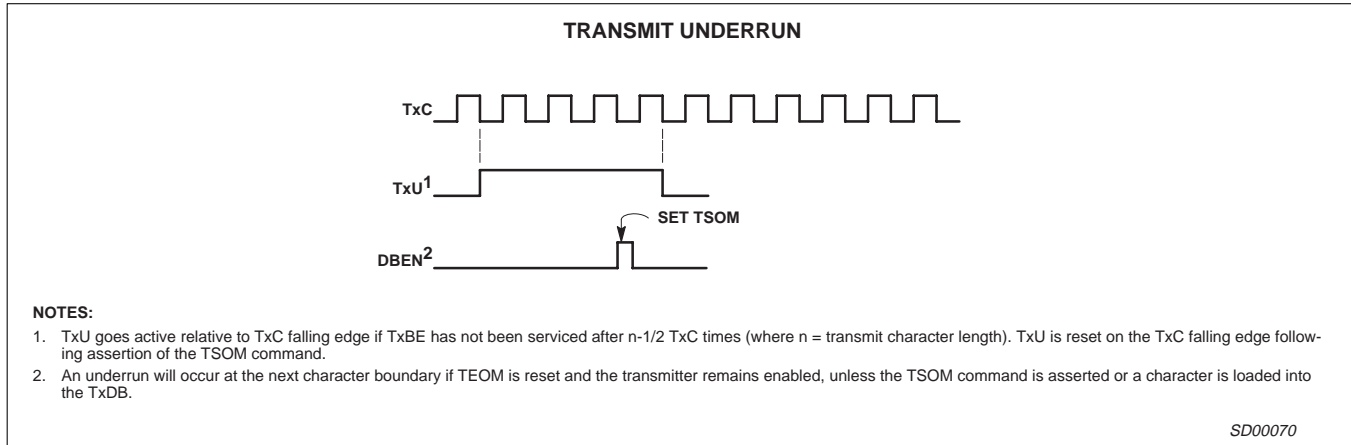 TRANSMIT UNDERRUN
TxC
TxU1
SET TSOM
DBEN2
NOTES:
1. TxU goes active relative to TxC falling edge if TxBE has not been serviced after n-1/2 TxC times (where n = transmit character length). TxU is reset on the TxC falling edge follow-
ing assertion of the TSOM command.
2. An underrun will occur at the next character boundary if TEOM is reset and the transmitter remains enabled, unless the TSOM command is asserted or a character is loaded into
the TxDB.
SD00070